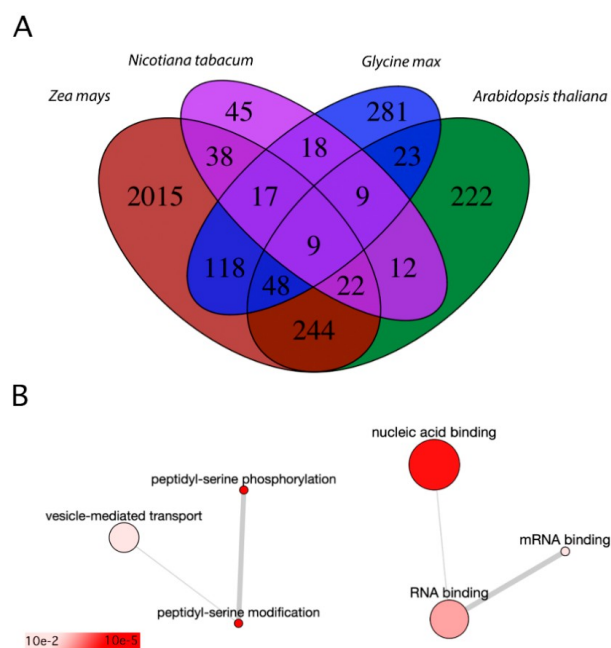 A
Nicotiana tabacum
Glycine max
Zea mays
Arabidopsis thaliana
45
281
38
18
23
2015
17
9
222
9
118
48
22
12
244
B
nucleic acid binding
peptidyl-serine phosphorylation
vesicle-mediated transport
mRNA binding
RNA binding
peptidyl-serine modification
10e-2
10e-5